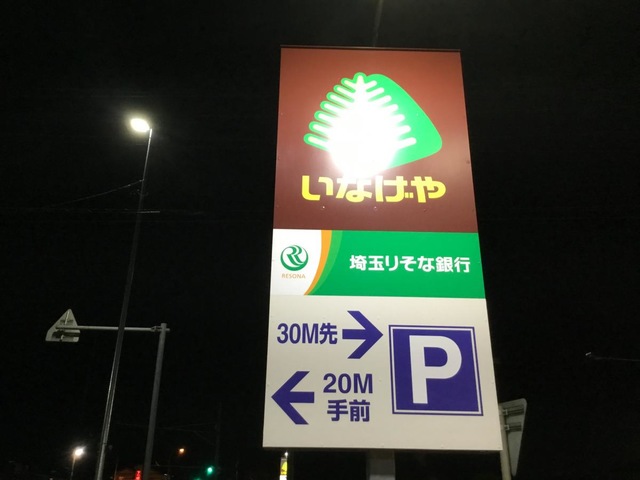 いなげや
RESONA
埼玉りそな銀行
30M先
20M
手前
P